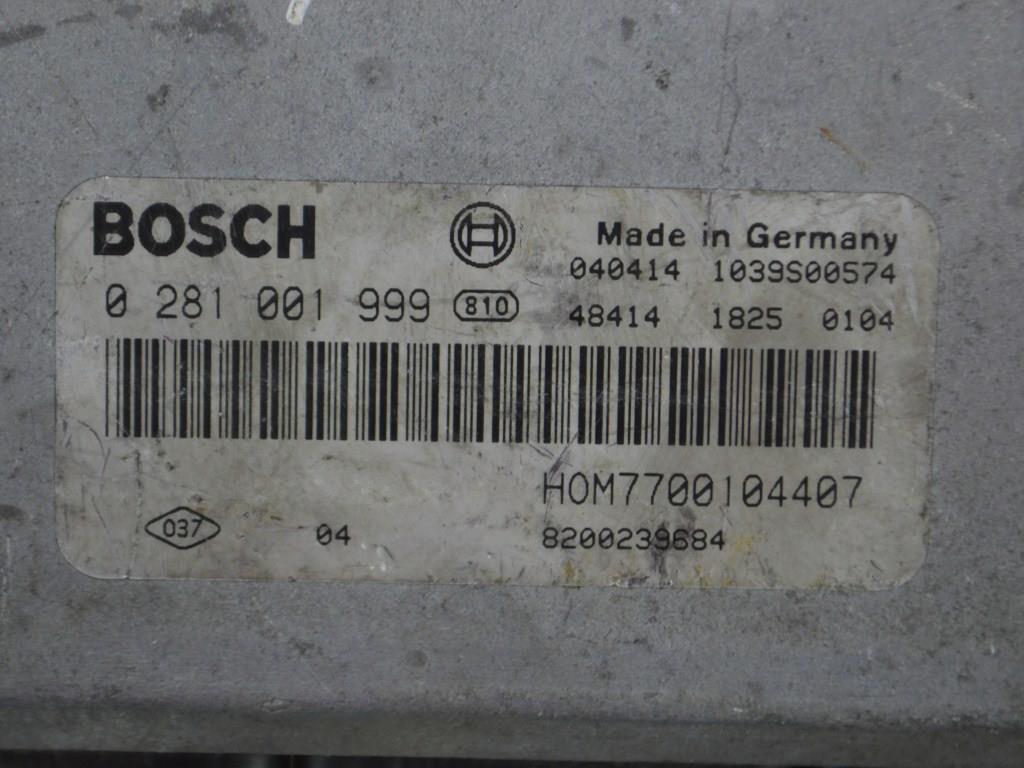 BOSCH
Made in Germany
040414 1039S00574
0 281 001 999 810
48414 1825 0104
HOM7700104407
037 04 8200239684